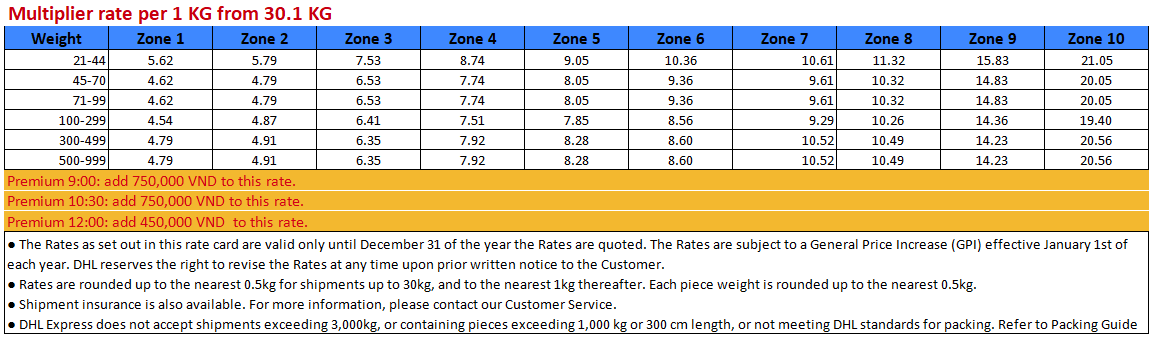 Multiplier rate per 1 KG from 30.1 KG
Weight Zone 1 Zone 2 Zone 3 Zone 4 Zone 5 Zone 6 Zone 7 Zone 8 Zone 9 Zone 10
21-44 5.62 5.79 7.53 8.74 9.05 10.36 10.61 11.32 15.83 21.05
45-70 4.62 4.79 6.53 7.74 8.05 9.36 9.61 10.32 14.83 20.05
71-99 4.62 4.79 6.53 7.74 8.05 9.36 9.61 10.32 14.83 20.05
100-299 4.54 4.87 6.41 7.51 7.85 8.56 9.29 10.26 14.36 19.40
300-499 4.79 4.91 6.35 7.92 8.28 8.60 10.52 10.49 14.23 20.56
500-999 4.79 4.91 6.35 7.92 8.28 8.60 10.52 10.49 14.23 20.56
Premium 9:00: add 750,000 VND to this rate.
Premium 10:30: add 750,000 VND to this rate.
Premium 12:00: add 450,000 VND  to this rate.
● The Rates as set out in this rate card are valid only until December 31 of the year the Rates are quoted. The Rates are subject to a General Price Increase (GPI) effective January 1st of
each year. DHL reserves the right to revise the Rates at any time upon prior written notice to the Customer.
● Rates are rounded up to the nearest 0.5kg for shipments up to 30kg, and to the nearest 1kg thereafter. Each piece weight is rounded up to the nearest 0.5kg.
● Shipment insurance is also available. For more information, please contact our Customer Service.
● DHL Express does not accept shipments exceeding 3,000kg, or containing pieces exceeding 1,000 kg or 300 cm length, or not meeting DHL standards for packing. Refer to Packing Guide